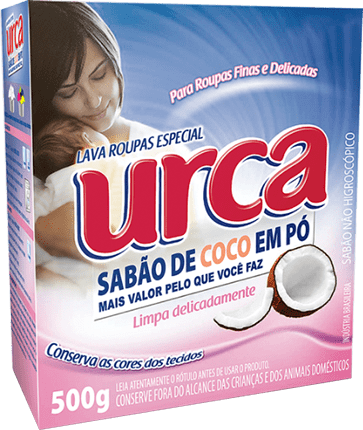 urca
Para Roupas Finas e Delicadas
LAVA ROUPAS ESPECIAL
urca
SABÃO DE COCO EM PÓ
MAIS VALOR PELO QUE VOCÊ FAZ
Limpa delicadamente
SABÃO NÃO HIGROSCÓPICO
INDÚSTRIA BRASILEIRA
Conserva as cores dos tecidos
500g
LEIA ATENTAMENTE O RÓTULO ANTES DE USAR O PRODUTO.
CONSERVE FORA DO ALCANCE DAS CRIANÇAS E DOS ANIMAIS DOMÉSTICOS